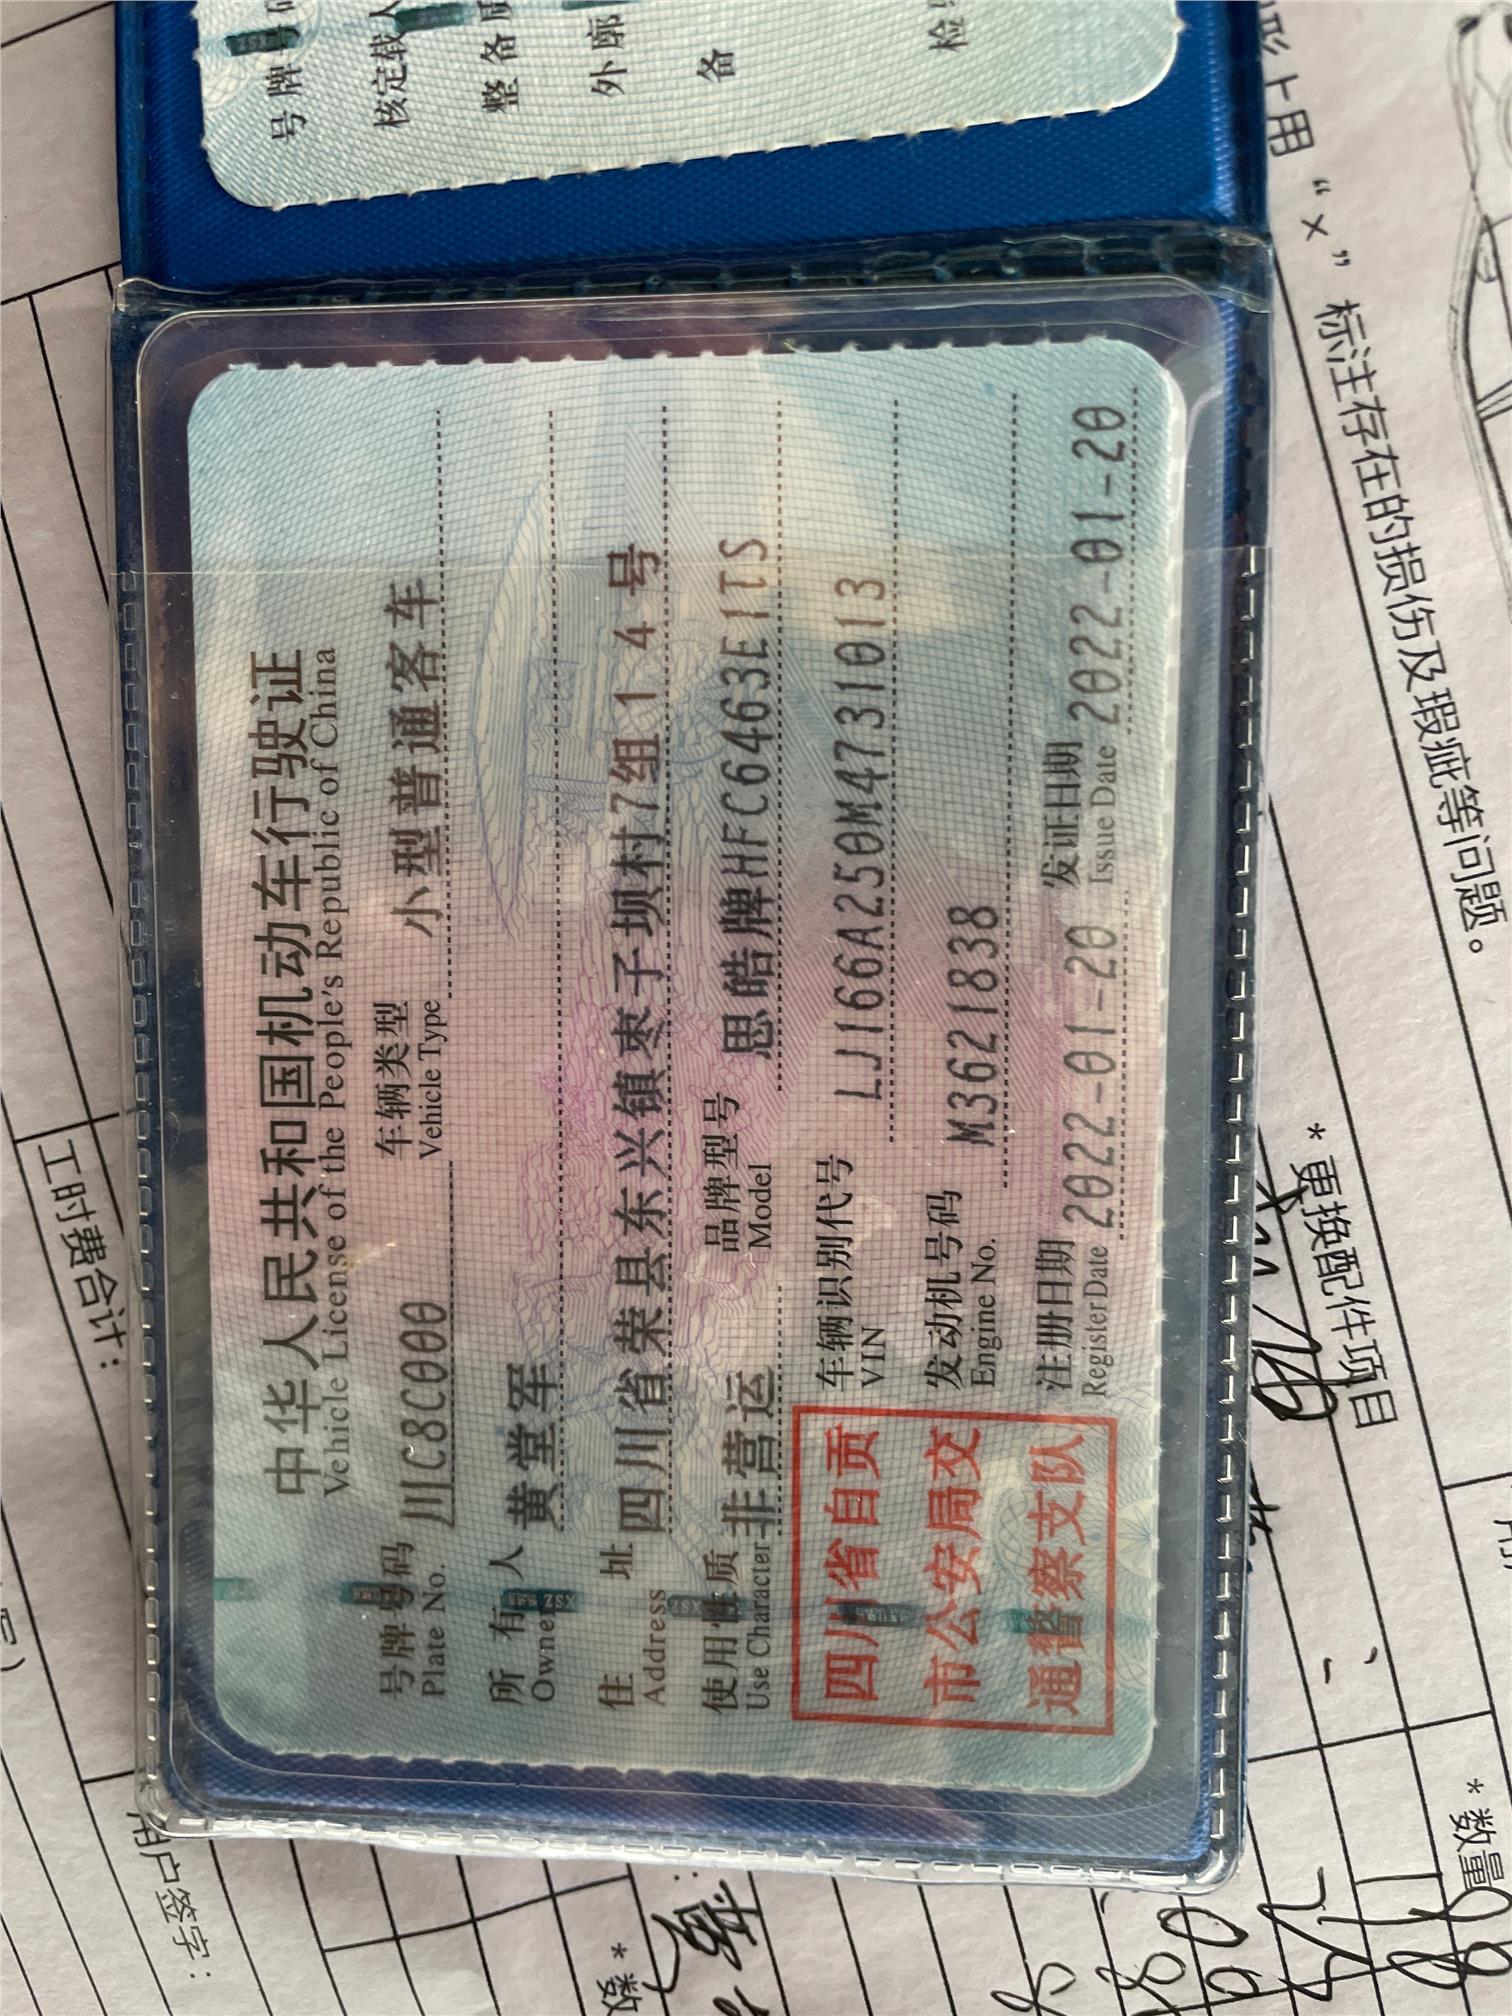 中华人民共和国机动车行驶证
Vehicle License of the People's Republic of China
号牌号码 川C8C000 车辆类型 小型普通客车
Plate No. Vehicle Type
所有人 黄堂军
Owner
住址 四川省荣县东兴镇枣子坝村7组14号
Address
使用性质 非营运 品牌型号 思皓牌HFC6463E1TS
Use Character Model
四川省自贡
市公安局交
通警察支队
车辆识别代号 LJ166A250M4731013
VIN
发动机号码 M3621838
Engine No.
注册日期 2022-01-20 发证日期 2022-01-20
Register Date Issue Date
号牌号
核定载人
整备质
外廓
备
检
形上用“×”标注存在的损伤及瑕疵等问题。
*更换配件项目
*数量
工时费合计：
用户签字：
*数